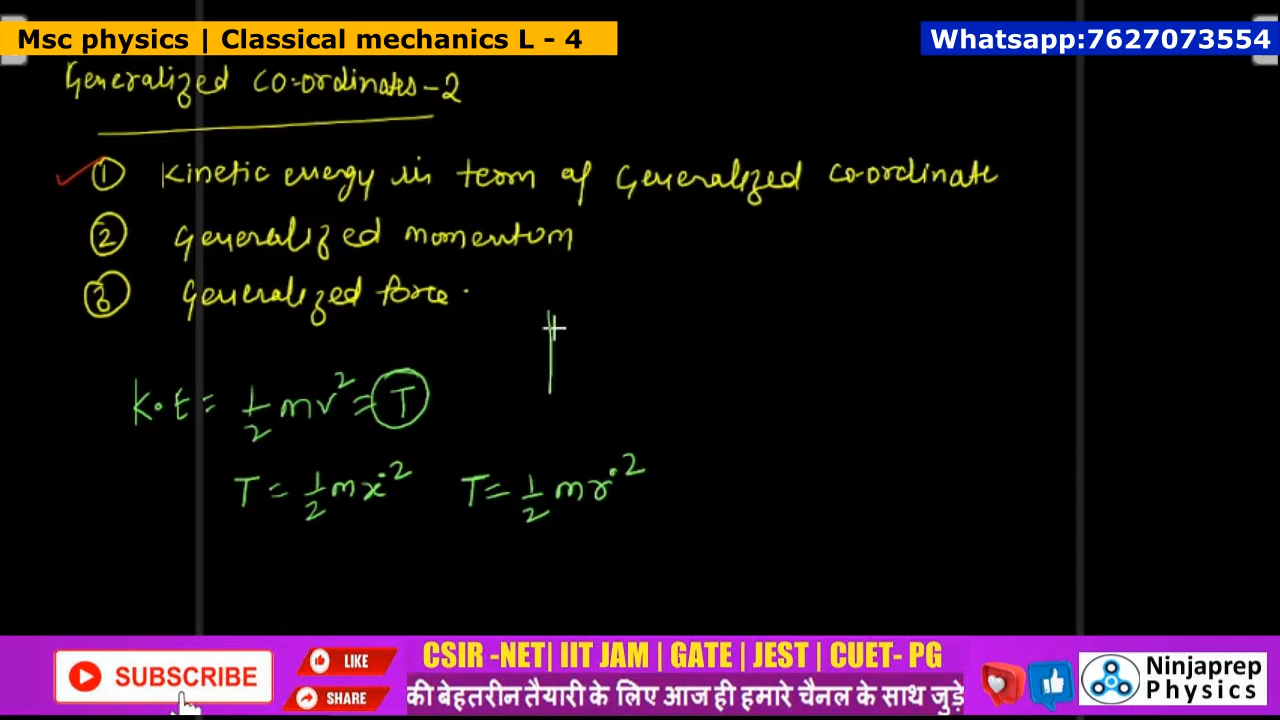 Msc physics | Classical mechanics L - 4
Whatsapp:7627073554
Generalized co-ordinates-2
① Kinetic energy in term of Generalized co-ordinate
② Generalized momentum
③ Generalized force.
K.E = 1/2 mv² = T
T = 1/2 mẋ² T = 1/2 mṙ²
SUBSCRIBE
LIKE
SHARE
CSIR -NET| IIT JAM | GATE | JEST | CUET- PG
की बेहतरीन तैयारी के लिए आज ही हमारे चैनल के साथ जुड़े
Ninjaprep
Physics